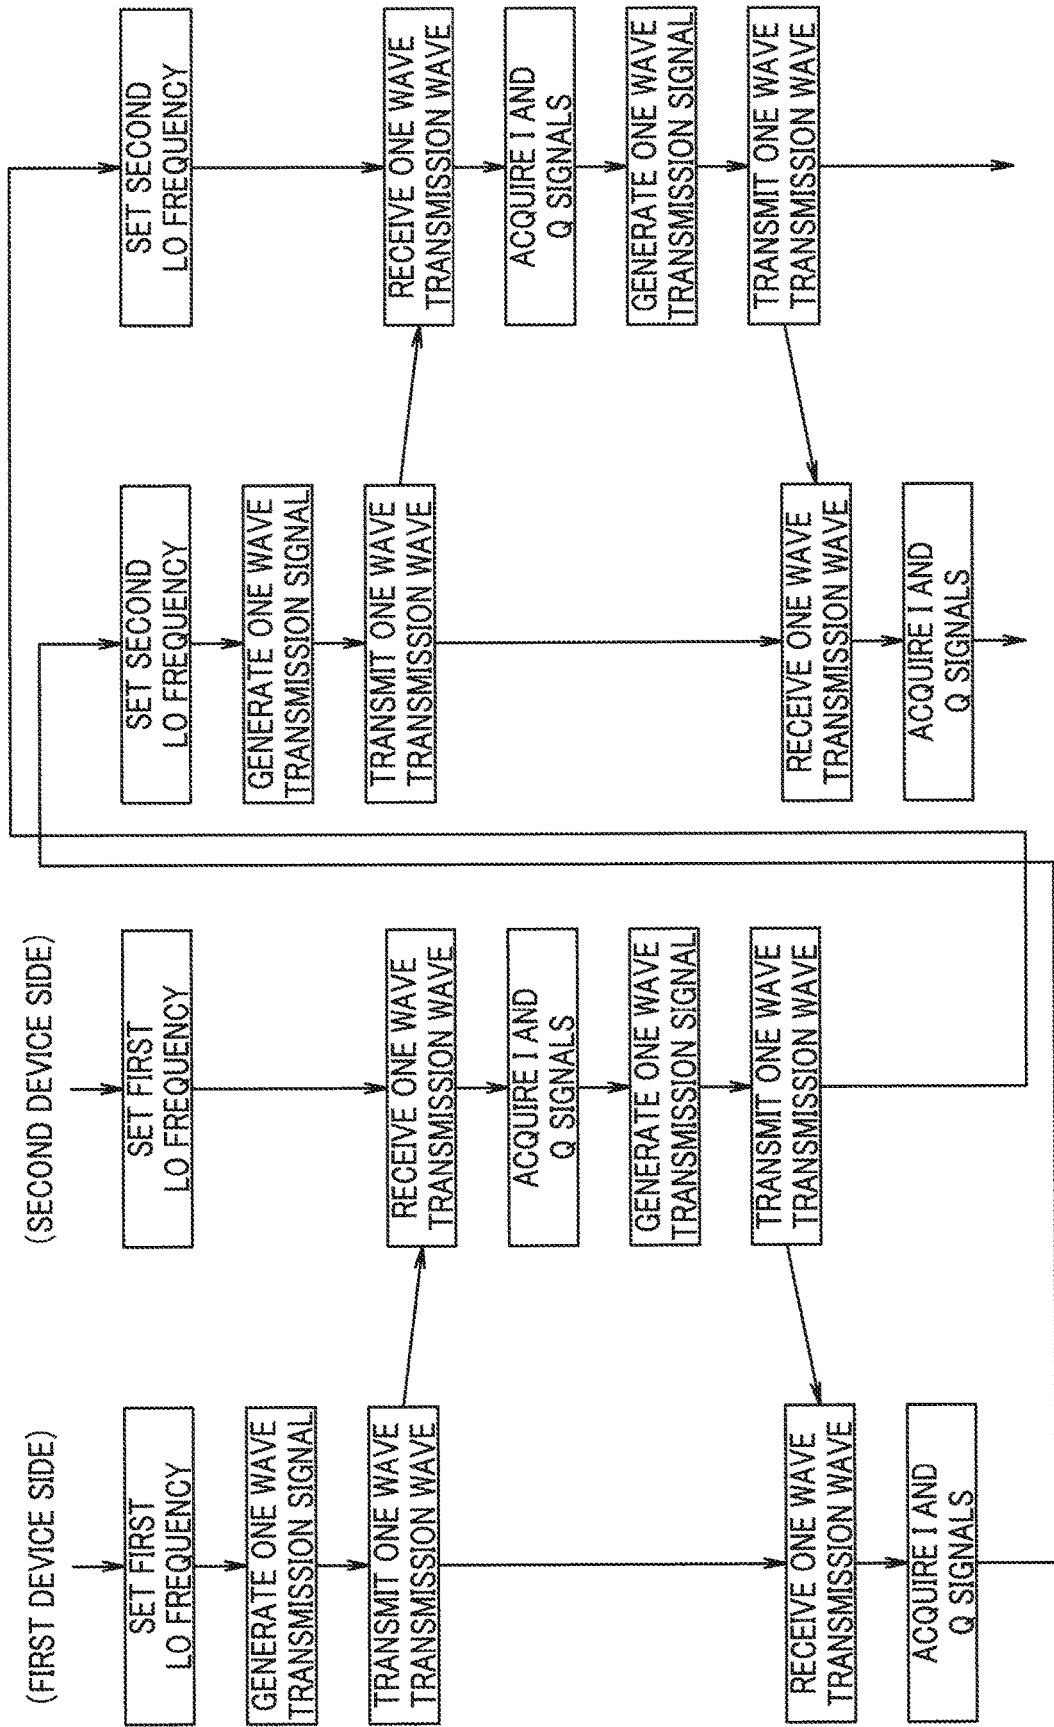 (FIRST DEVICE SIDE)
SET FIRST
LO FREQUENCY
GENERATE ONE WAVE
TRANSMISSION SIGNAL
TRANSMIT ONE WAVE
TRANSMISSION WAVE
RECEIVE ONE WAVE
TRANSMISSION WAVE
ACQUIRE I AND
Q SIGNALS
(SECOND DEVICE SIDE)
SET FIRST
LO FREQUENCY
RECEIVE ONE WAVE
TRANSMISSION WAVE
ACQUIRE I AND
Q SIGNALS
GENERATE ONE WAVE
TRANSMISSION SIGNAL
TRANSMIT ONE WAVE
TRANSMISSION WAVE
SET SECOND
LO FREQUENCY
GENERATE ONE WAVE
TRANSMISSION SIGNAL
TRANSMIT ONE WAVE
TRANSMISSION WAVE
RECEIVE ONE WAVE
TRANSMISSION WAVE
ACQUIRE I AND
Q SIGNALS
SET SECOND
LO FREQUENCY
RECEIVE ONE WAVE
TRANSMISSION WAVE
ACQUIRE I AND
Q SIGNALS
GENERATE ONE WAVE
TRANSMISSION SIGNAL
TRANSMIT ONE WAVE
TRANSMISSION WAVE